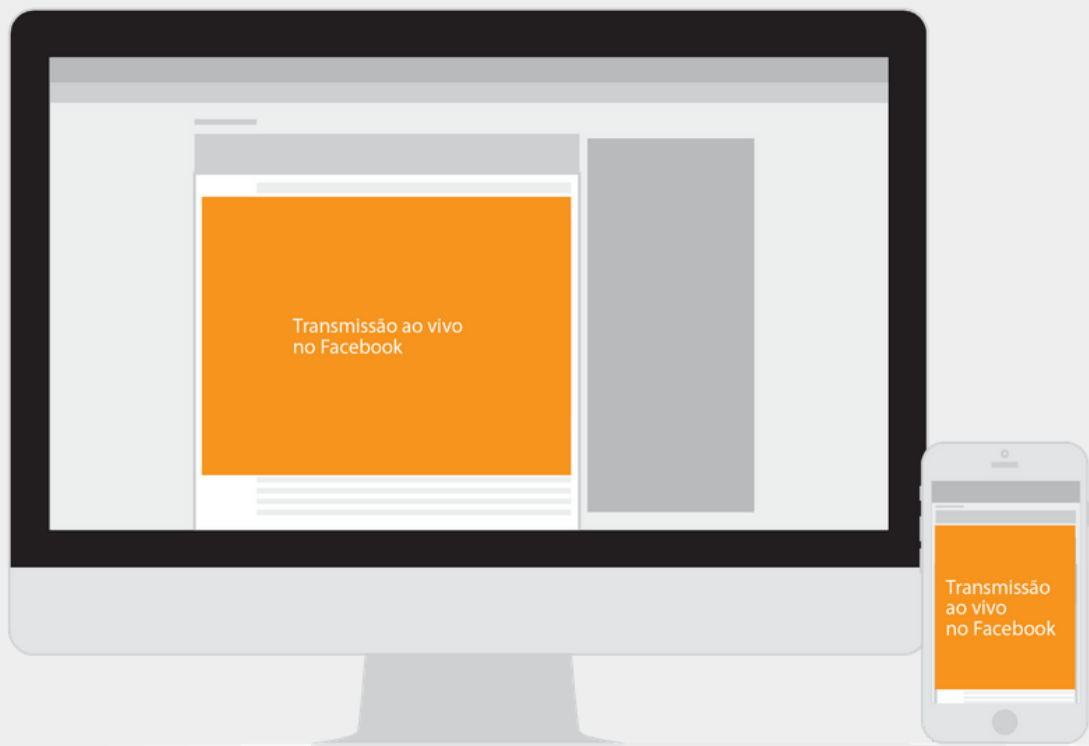 Transmissão ao vivo
no Facebook
Transmissão
ao vivo
no Facebook